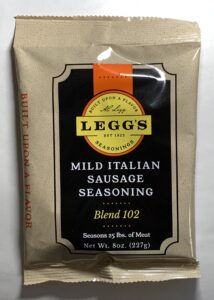 BUILT UPON A FLAVOR
BUILT UPON A FLAVOR
LEGG'S
EST 1923
SEASONINGS
MILD ITALIAN
SAUSAGE
SEASONING
Blend 102
Seasons 25 lbs. of Meat
Net Wt. 8oz. (227g)